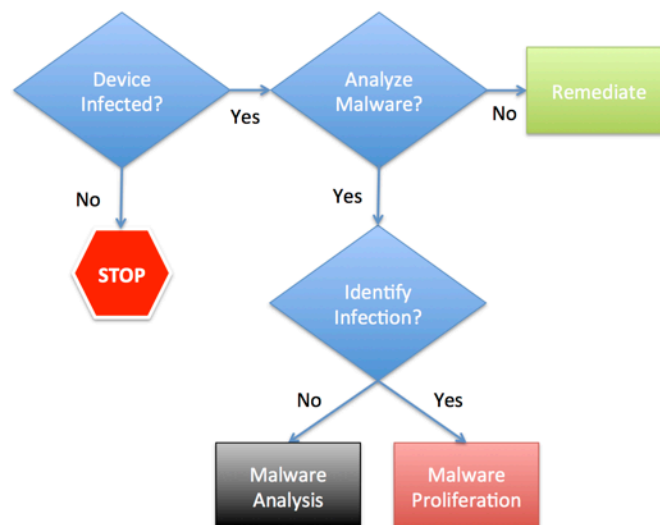 Device
Infected?
Yes
Analyze
Malware?
No
Remediate
No
STOP
Yes
Identify
Infection?
No
Yes
Malware
Analysis
Malware
Proliferation